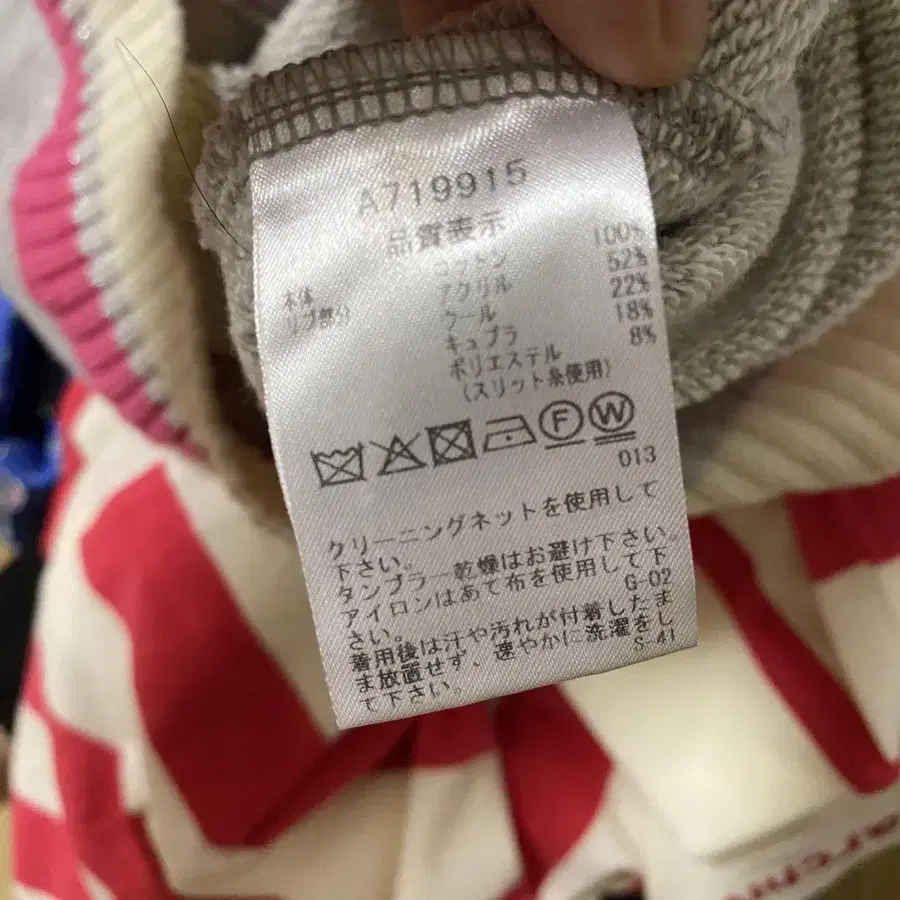 A719915
品質表示
本体 コットン 100%
リブ部分 アクリル 52%
ウール 22%
キュプラ 18%
ポリエステル 8%
(スリット糸使用)
F W
013
クリーニングネットを使用して
下さい。
タンブラー乾燥はお避け下さい。
アイロンはあて布を使用して下
さい。 G-02
着用後は汗や汚れが付着したま
ま放置せず、速やかに洗濯をし
て下さい。 S-41